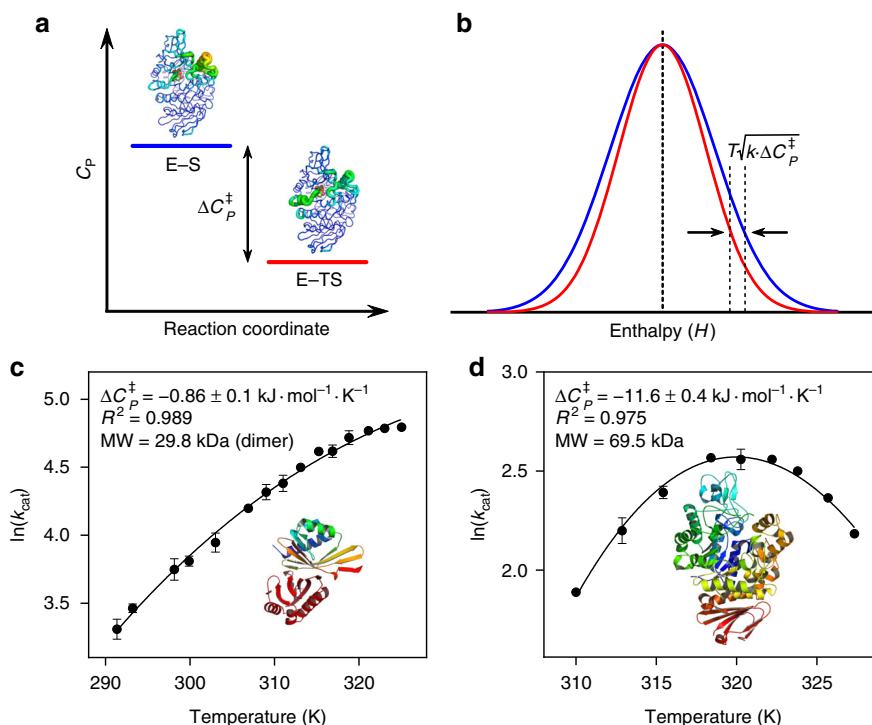 a
C_P
E–S
ΔC_P^‡
E–TS
Reaction coordinate
b
T√k·ΔC_P^‡
Enthalpy (H)
c
ΔC_P^‡ = −0.86 ± 0.1 kJ·mol⁻¹·K⁻¹
R² = 0.989
MW = 29.8 kDa (dimer)
5.0
4.5
4.0
3.5
ln(k_cat)
290 300 310 320
Temperature (K)
d
ΔC_P^‡ = −11.6 ± 0.4 kJ·mol⁻¹·K⁻¹
R² = 0.975
MW = 69.5 kDa
3.0
2.5
2.0
ln(k_cat)
310 315 320 325
Temperature (K)